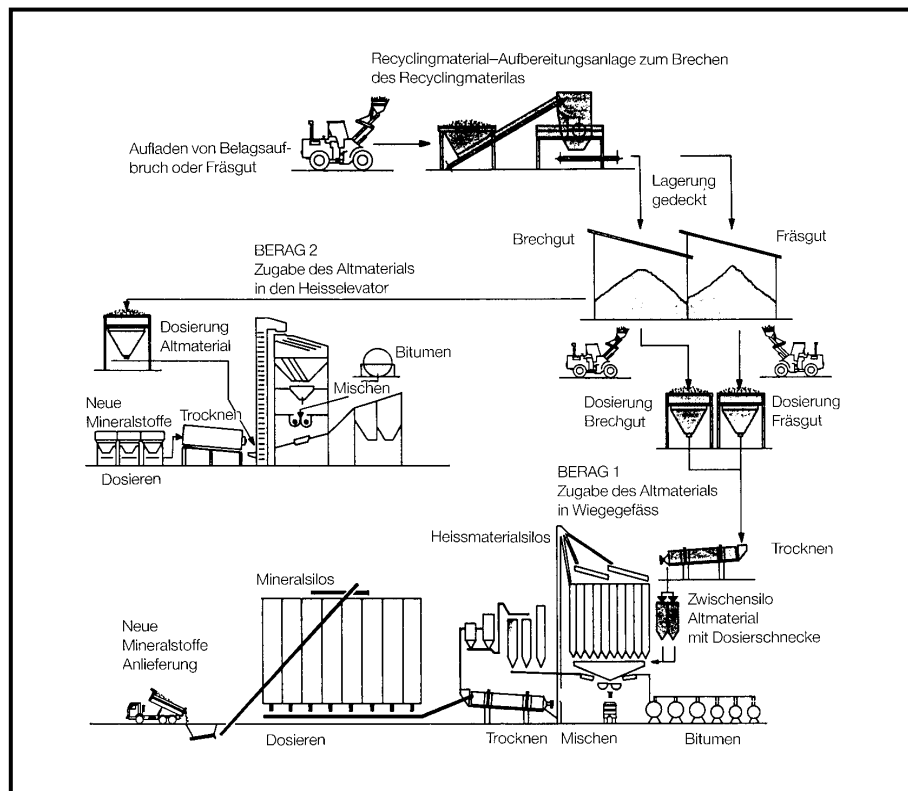 Recyclingmaterial–Aufbereitungsanlage zum Brechen
des Recyclingmaterilas
Aufladen von Belagsauf-
bruch oder Fräsgut
Lagerung
gedeckt
Brechgut
Fräsgut
BERAG 2
Zugabe des Altmaterials
in den Heisselevator
Dosierung
Altmaterial
Bitumen
Mischen
Neue
Mineralstoffe
Trocknen
Dosieren
Dosierung
Brechgut
Dosierung
Fräsgut
BERAG 1
Zugabe des Altmaterials
in Wiegegefäss
Heissmaterialsilos
Trocknen
Mineralsilos
Zwischensilo
Altmaterial
mit Dosierschnecke
Neue
Mineralstoffe
Anlieferung
Dosieren
Trocknen
Mischen
Bitumen